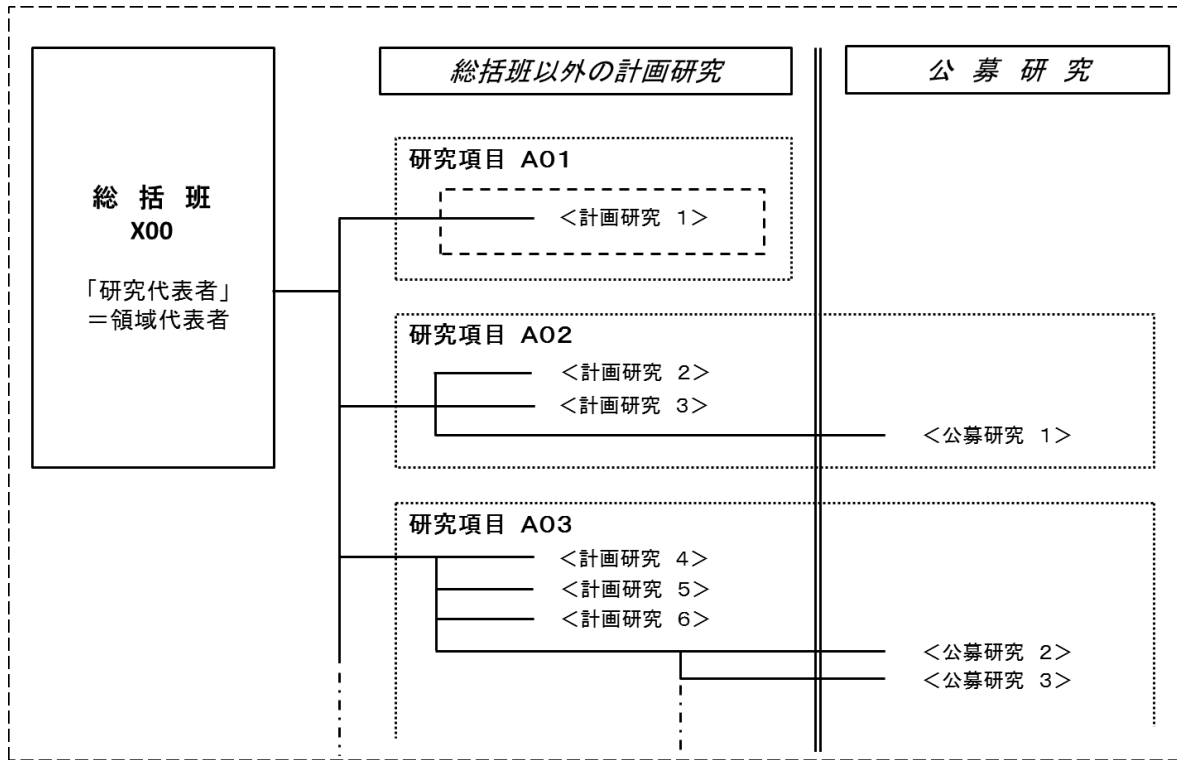 総括班以外の計画研究
公募研究
総括班
X00
「研究代表者」
=領域代表者
研究項目 A01
<計画研究 1>
研究項目 A02
<計画研究 2>
<計画研究 3>
<公募研究 1>
研究項目 A03
<計画研究 4>
<計画研究 5>
<計画研究 6>
<公募研究 2>
<公募研究 3>